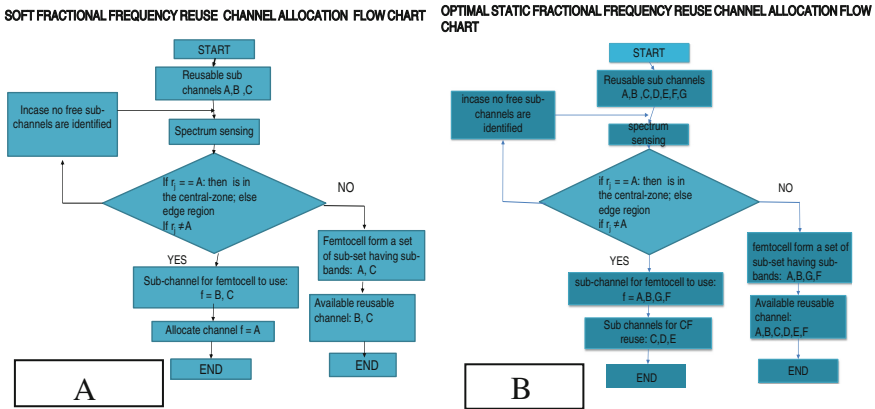 SOFT FRACTIONAL FREQUENCY REUSE CHANNEL ALLOCATION FLOW CHART
START
Reusable sub
channels A,B ,C
Incase no free sub-
channels are identified
Spectrum sensing
If rj = = A: then is in
the central-zone; else
edge region
If rj ≠A
NO
YES
Femtocell form a set
of sub-set having sub-
bands: A, C
Sub-channel for femtocell to use:
f = B, C
Available reusable
channel: B, C
Allocate channel f = A
END
END
A
OPTIMAL STATIC FRACTIONAL FREQUENCY REUSE CHANNEL ALLOCATION FLOW
CHART
START
Reusable sub channels
A,B ,C,D,E,F,G
incase no free sub-
channels are
identified
spectrum
sensing
if rj = = A: then is in
the central-zone; else
edge region
if rj ≠A
NO
YES
femtocell form a set of
sub-set having sub-
bands: A,B,G,F
sub-channel for femtocell to use:
f = A,B,G,F
Available reusable
channel:
A,B,C,D,E,F
Sub channels for CF
reuse: C,D,E
END
END
B